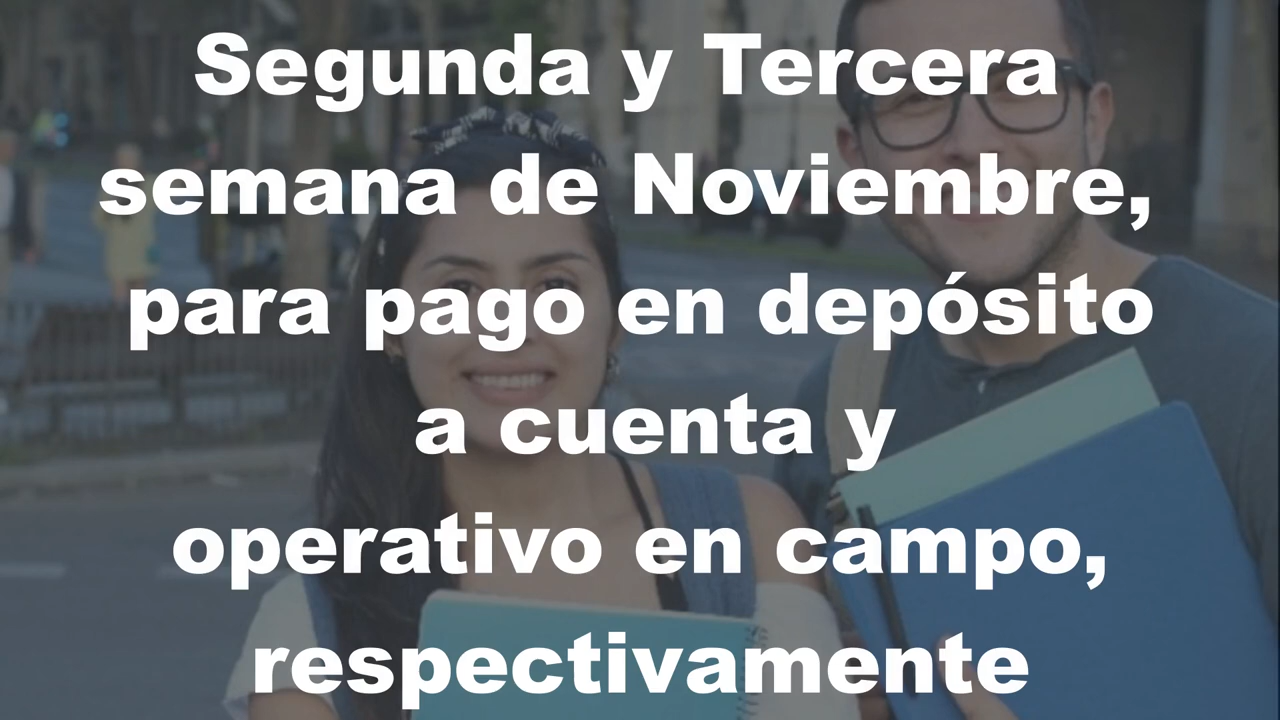 Segunda y Tercera
semana de Noviembre,
para pago en depósito
a cuenta y
operativo en campo,
respectivamente